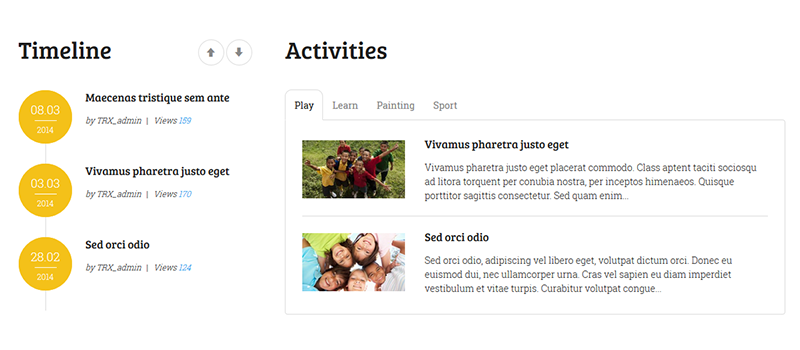 Timeline
08.03
2014
Maecenas tristique sem ante
by TRX_admin | Views 159
03.03
2014
Vivamus pharetra justo eget
by TRX_admin | Views 170
28.02
2014
Sed orci odio
by TRX_admin | Views 124
Activities
Play Learn Painting Sport
Vivamus pharetra justo eget
Vivamus pharetra justo eget placerat commodo. Class aptent taciti sociosqu
ad litora torquent per conubia nostra, per inceptos himenaeos. Quisque
porttitor sagittis consectetur. Sed quam enim...
Sed orci odio
Sed orci odio, adipiscing vel libero eget, volutpat dictum orci. Donec eu
euismod dui, nec ullamcorper urna. Cras vel sapien eu diam imperdiet
vestibulum et vitae turpis. Curabitur volutpat congue...